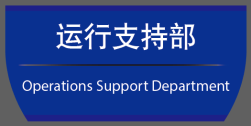 运行支持部
Operations Support Department